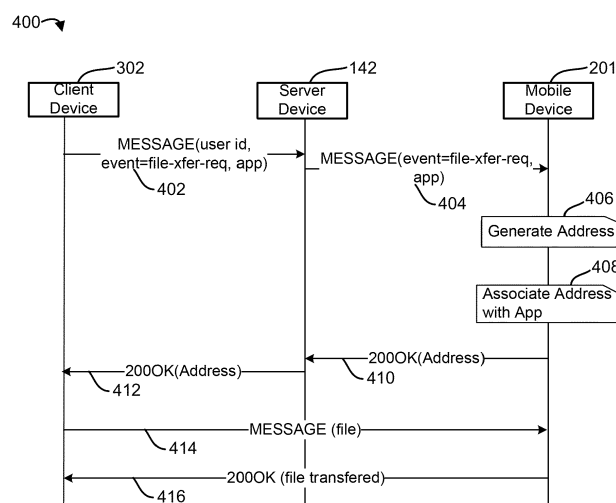 400
302
142
201
Client
Device
Server
Device
Mobile
Device
MESSAGE(user id,
event=file-xfer-req, app)
402
MESSAGE(event=file-xfer-req,
app)
404
406
Generate Address
408
Associate Address
with App
200OK(Address)
410
200OK(Address)
412
MESSAGE (file)
414
200OK (file transfered)
416